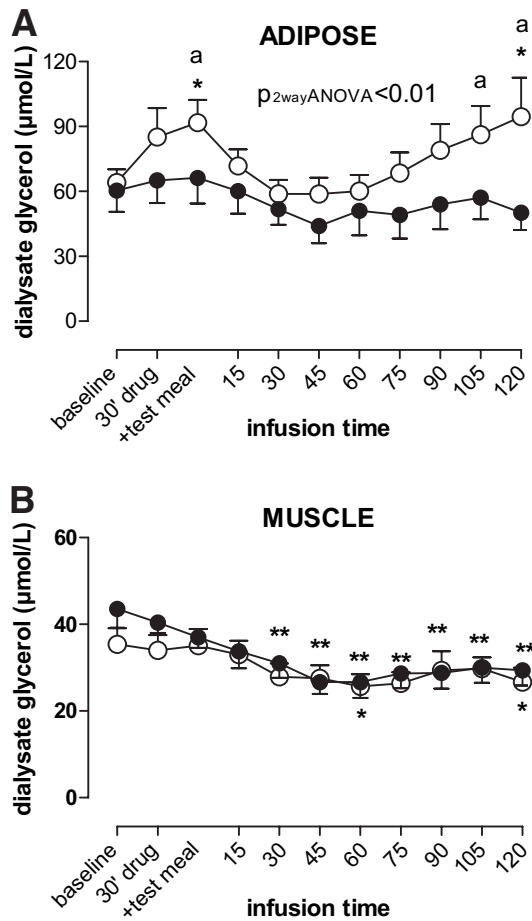 A
ADIPOSE
dialysate glycerol (µmol/L)
120
90
60
30
0
a
*
a
a
*
p2wayANOVA<0.01
baseline
30' drug
+test meal
15
30
45
60
75
90
105
120
infusion time
B
MUSCLE
dialysate glycerol (µmol/L)
60
40
20
0
**
**
**
**
**
**
**
*
*
baseline
30' drug
+test meal
15
30
45
60
75
90
105
120
infusion time